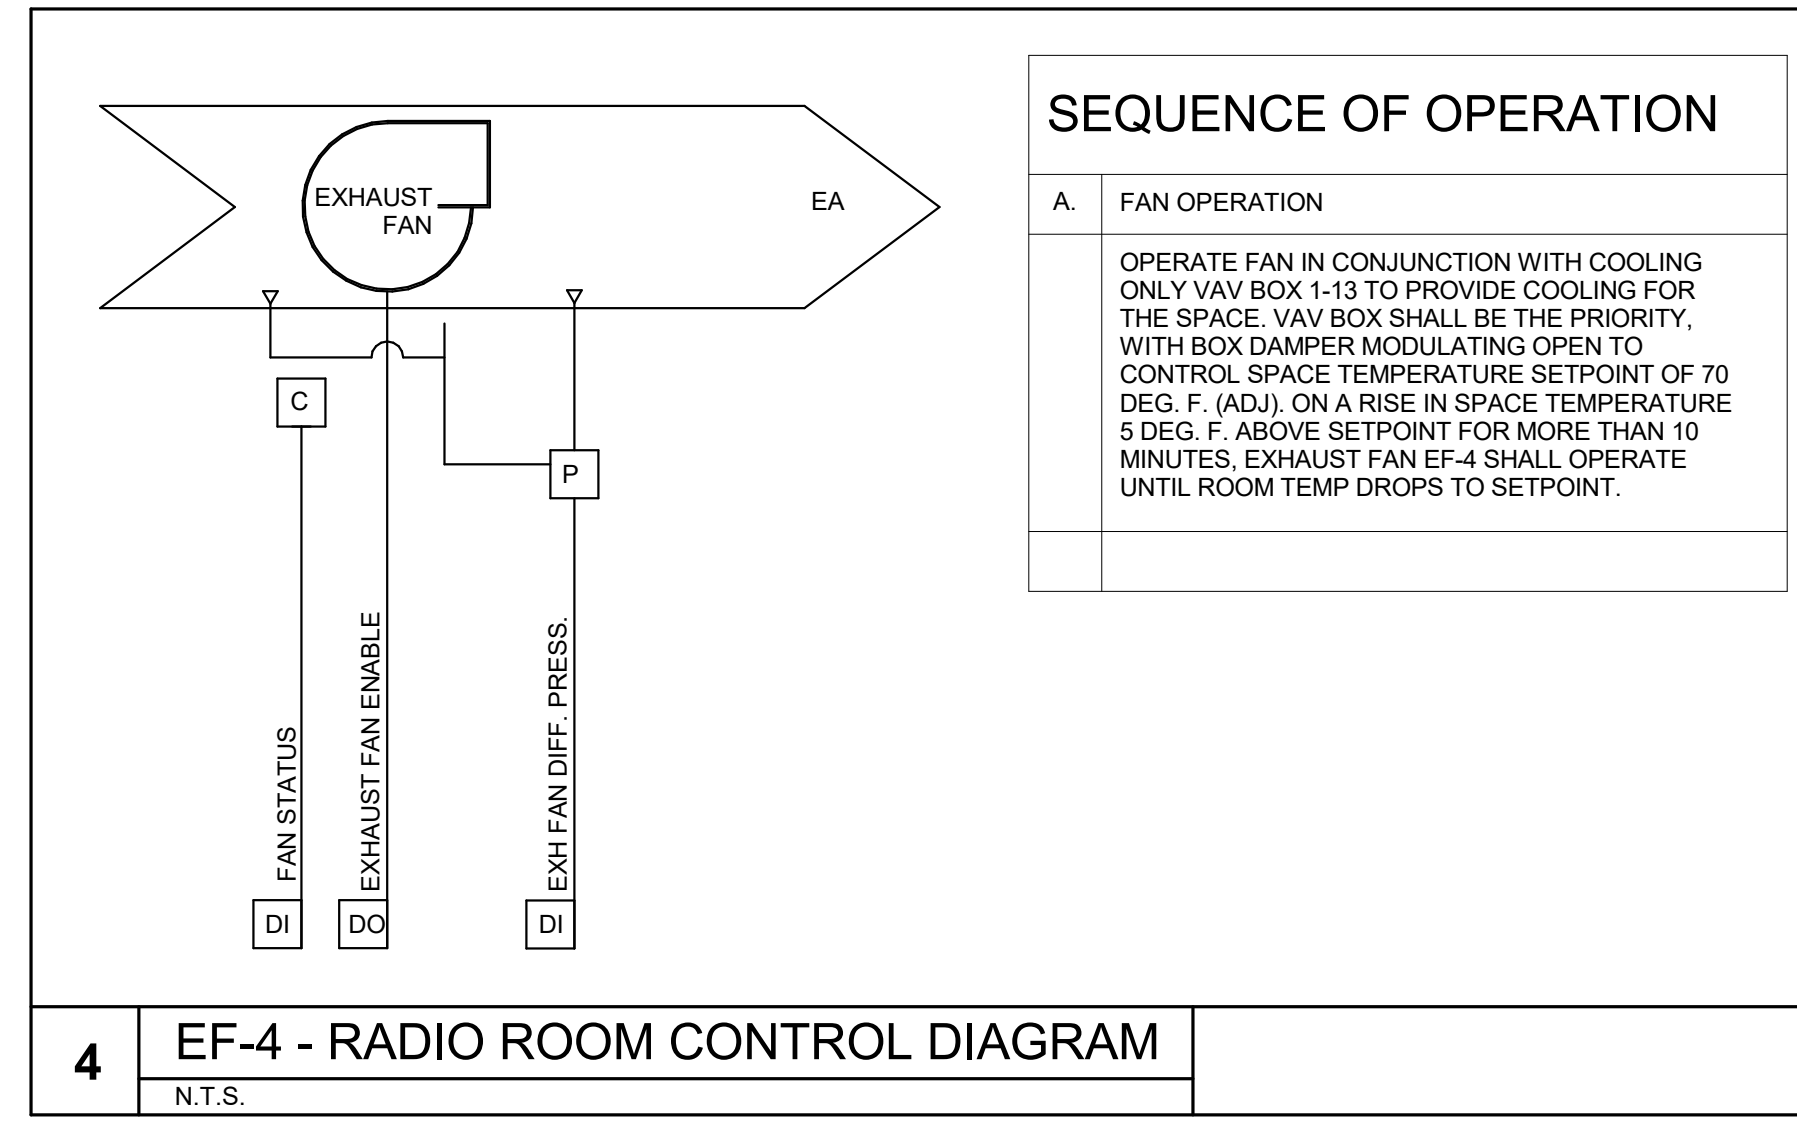 SEQUENCE OF OPERATION
A. FAN OPERATION
OPERATE FAN IN CONJUNCTION WITH COOLING
ONLY VAV BOX 1-13 TO PROVIDE COOLING FOR
THE SPACE. VAV BOX SHALL BE THE PRIORITY,
WITH BOX DAMPER MODULATING OPEN TO
CONTROL SPACE TEMPERATURE SETPOINT OF 70
DEG. F. (ADJ). ON A RISE IN SPACE TEMPERATURE
5 DEG. F. ABOVE SETPOINT FOR MORE THAN 10
MINUTES, EXHAUST FAN EF-4 SHALL OPERATE
UNTIL ROOM TEMP DROPS TO SETPOINT.
EXHAUST
FAN
EA
C
P
FAN STATUS
EXHAUST FAN ENABLE
EXH FAN DIFF. PRESS.
DI
DO
DI
4
EF-4 - RADIO ROOM CONTROL DIAGRAM
N.T.S.